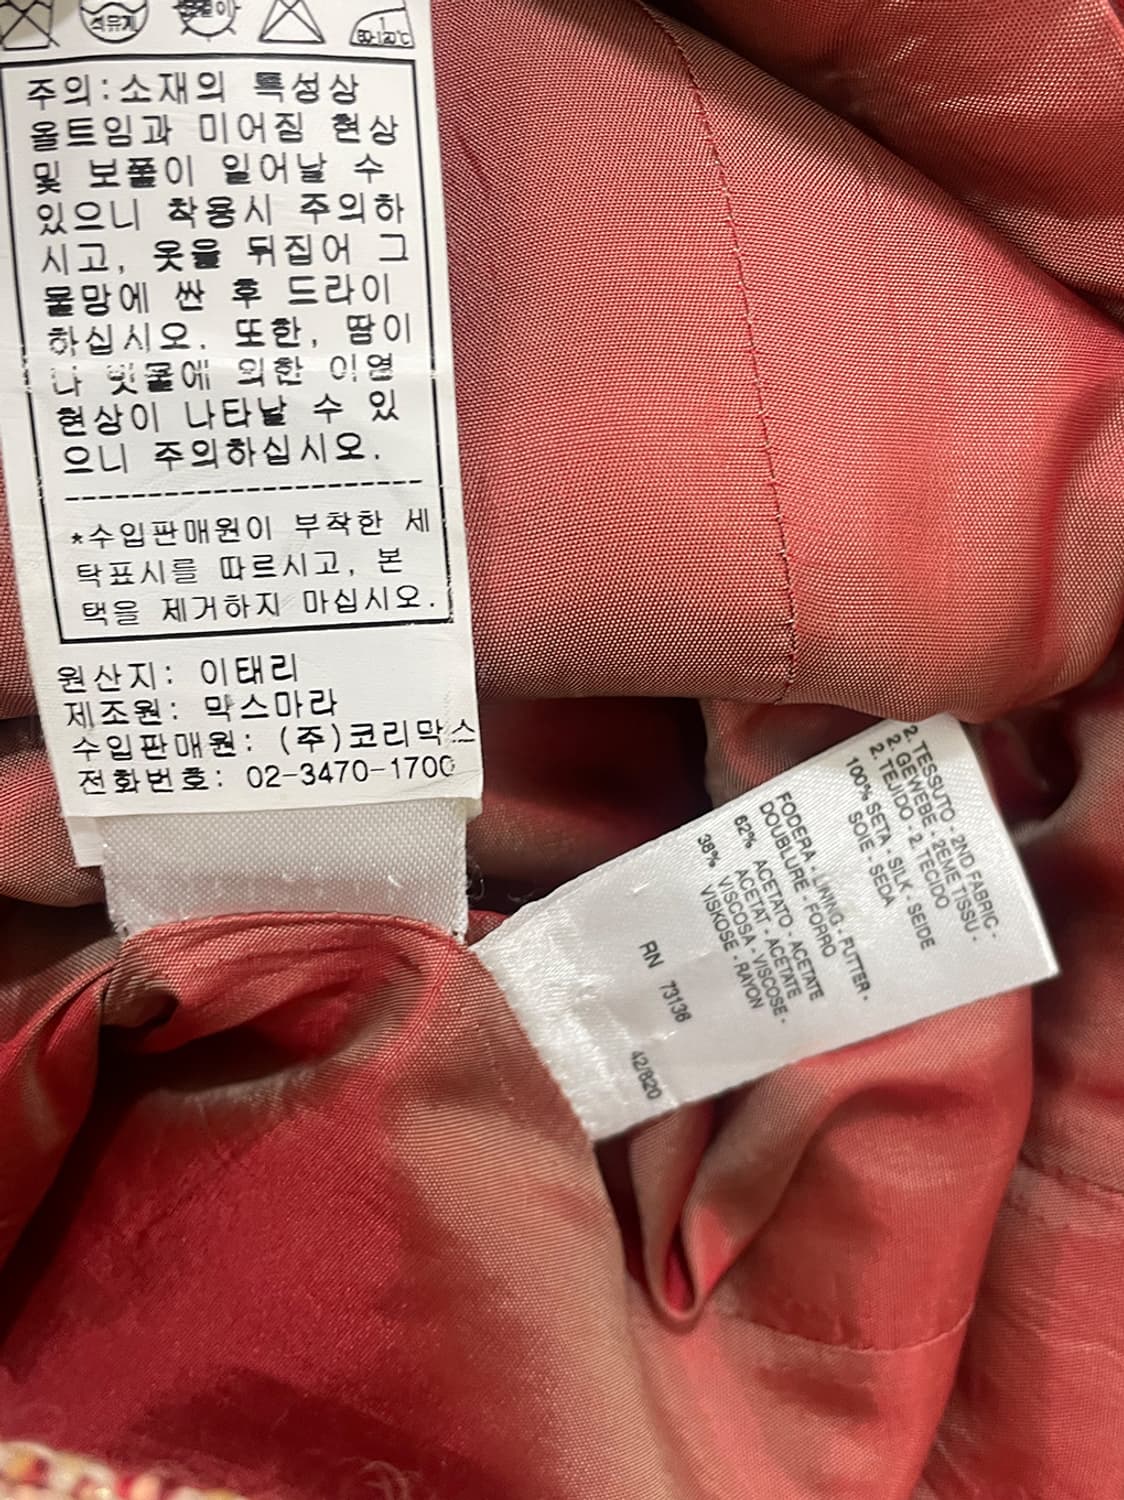 석유계
1
80-120℃
주의:소재의 특성상
올트임과 미어짐 현상
및 보풀이 일어날 수
있으니 착용시 주의하
시고, 옷을 뒤집어 그
물망에 싼 후 드라이
하십시오. 또한, 땀이
나 빗물에 의한 이염
현상이 나타날 수 있
으니 주의하십시오.
*수입판매원이 부착한 세
탁표시를 따르시고, 본
택을 제거하지 마십시오.
원산지: 이태리
제조원: 막스마라
수입판매원: (주)코리막스
전화번호: 02-3470-1700
2. TESSUTO - 2ND FABRIC -
2. GEWEBE - 2EME TISSU -
2. TEJIDO - 2. TECIDO
100% SETA - SILK - SEIDE
SOIE - SEDA
FODERA - LINING - FUTTER -
DOUBLURE - FORRO
62% ACETATO - ACETATE
ACETAT - ACETATE
38% VISCOSA - VISCOSE -
VISKOSE - RAYON
RN 73136
42/820